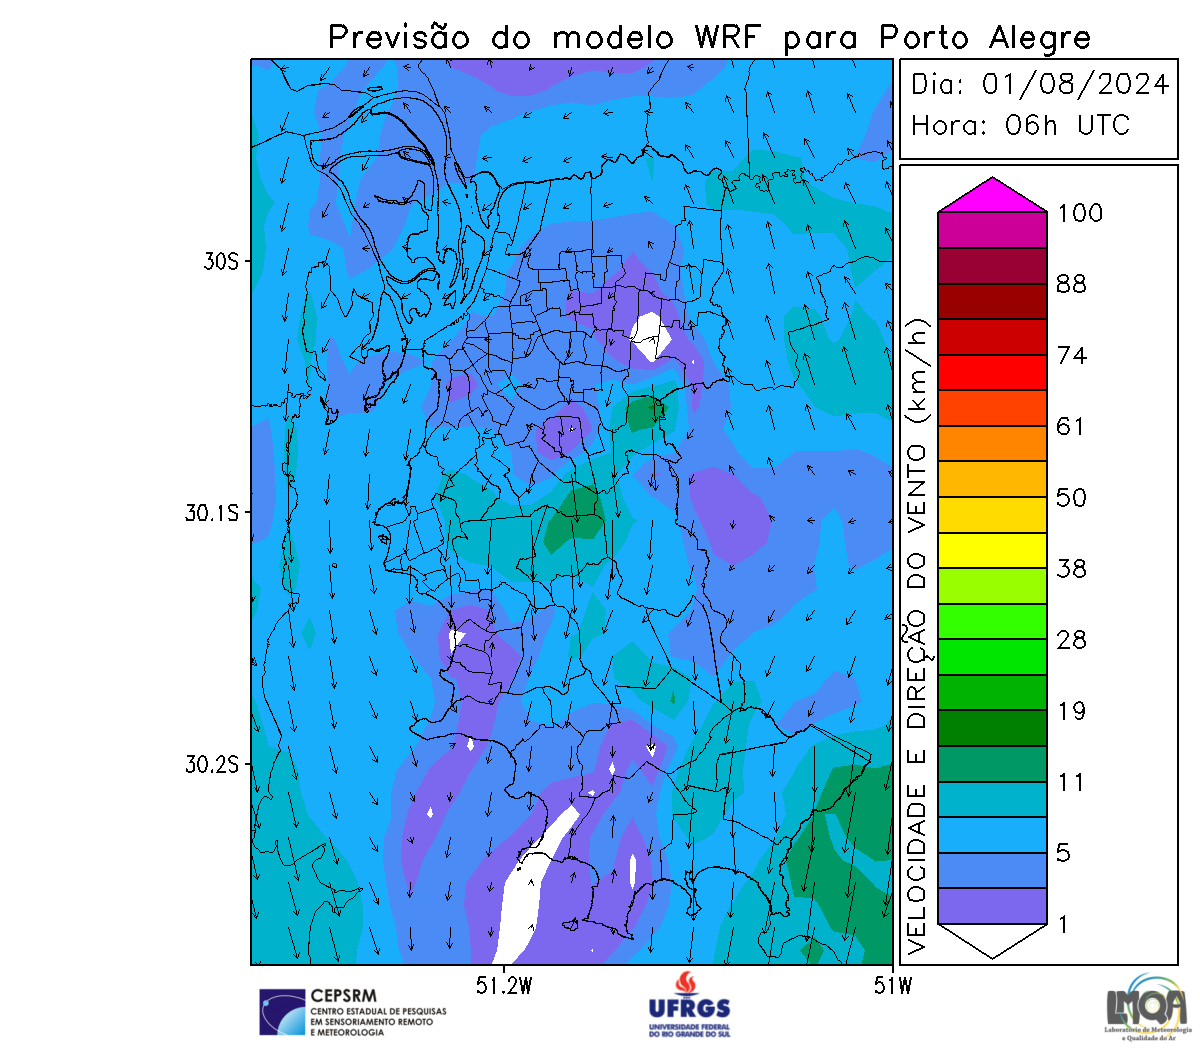 Previsão do modelo WRF para Porto Alegre
Dia: 01/08/2024
Hora: 06h UTC
100
88
74
61
50
38
28
19
11
5
1
VELOCIDADE E DIREÇÃO DO VENTO (km/h)
30S
30.1S
30.2S
51.2W
51W
CEPSRM
CENTRO ESTADUAL DE PESQUISAS
EM SENSORIAMENTO REMOTO
E METEOROLOGIA
UFRGS
UNIVERSIDADE FEDERAL
DO RIO GRANDE DO SUL
LMQA
Laboratório de Meteorologia
e Qualidade do Ar